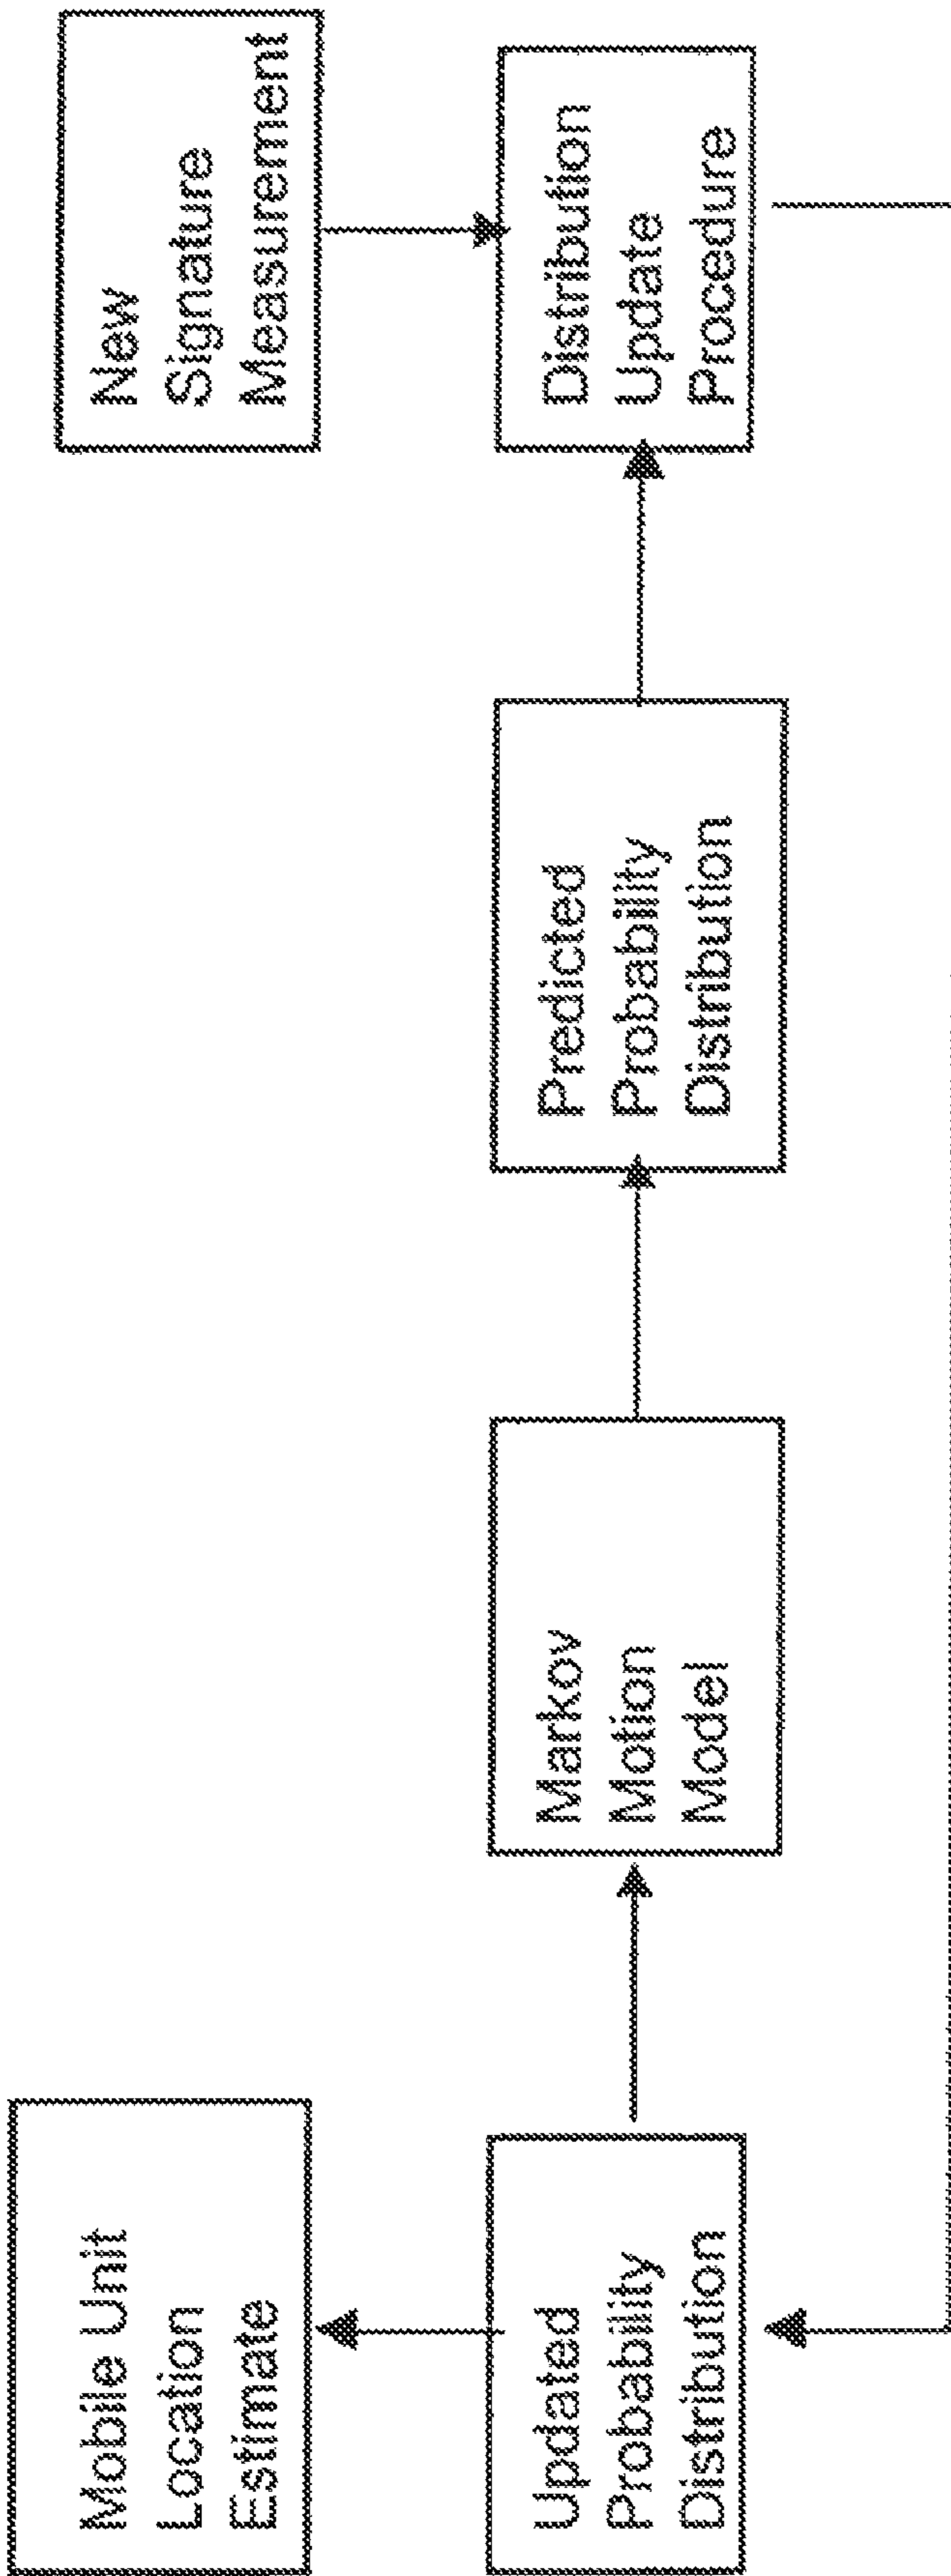 Mobile Unit
Location
Estimate
New
Signature
Measurement
Updated
Probability
Distribution
Markov
Motion
Model
Predicted
Probability
Distribution
Distribution
Update
Procedure